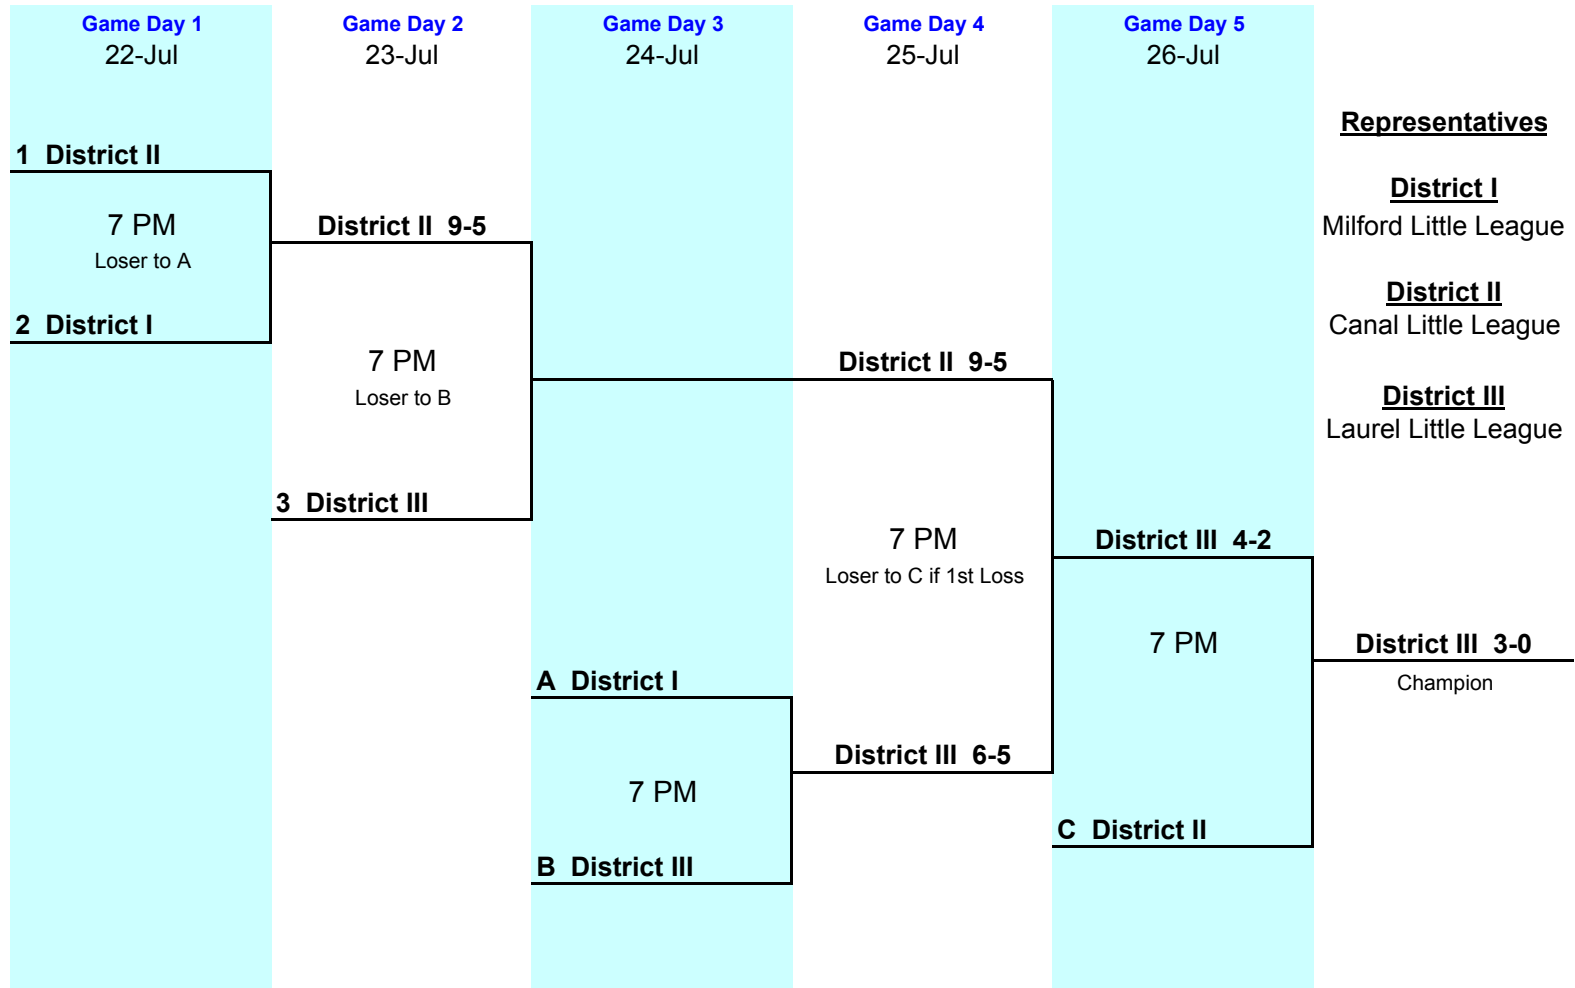 Game Day 1 Game Day 2 Game Day 3 Game Day 4 Game Day 5
22-Jul 23-Jul 24-Jul 25-Jul 26-Jul
Representatives
1 District II
District I
7 PM
District II 9-5
Milford Little League
Loser to A
District II
2 District I
Canal Little League
7 PM
District II 9-5
Loser to B
District III
Laurel Little League
3 District III
7 PM
District III 4-2
Loser to C if 1st Loss
7 PM
District III 3-0
A District I
Champion
District III 6-5
7 PM
C District II
B District III